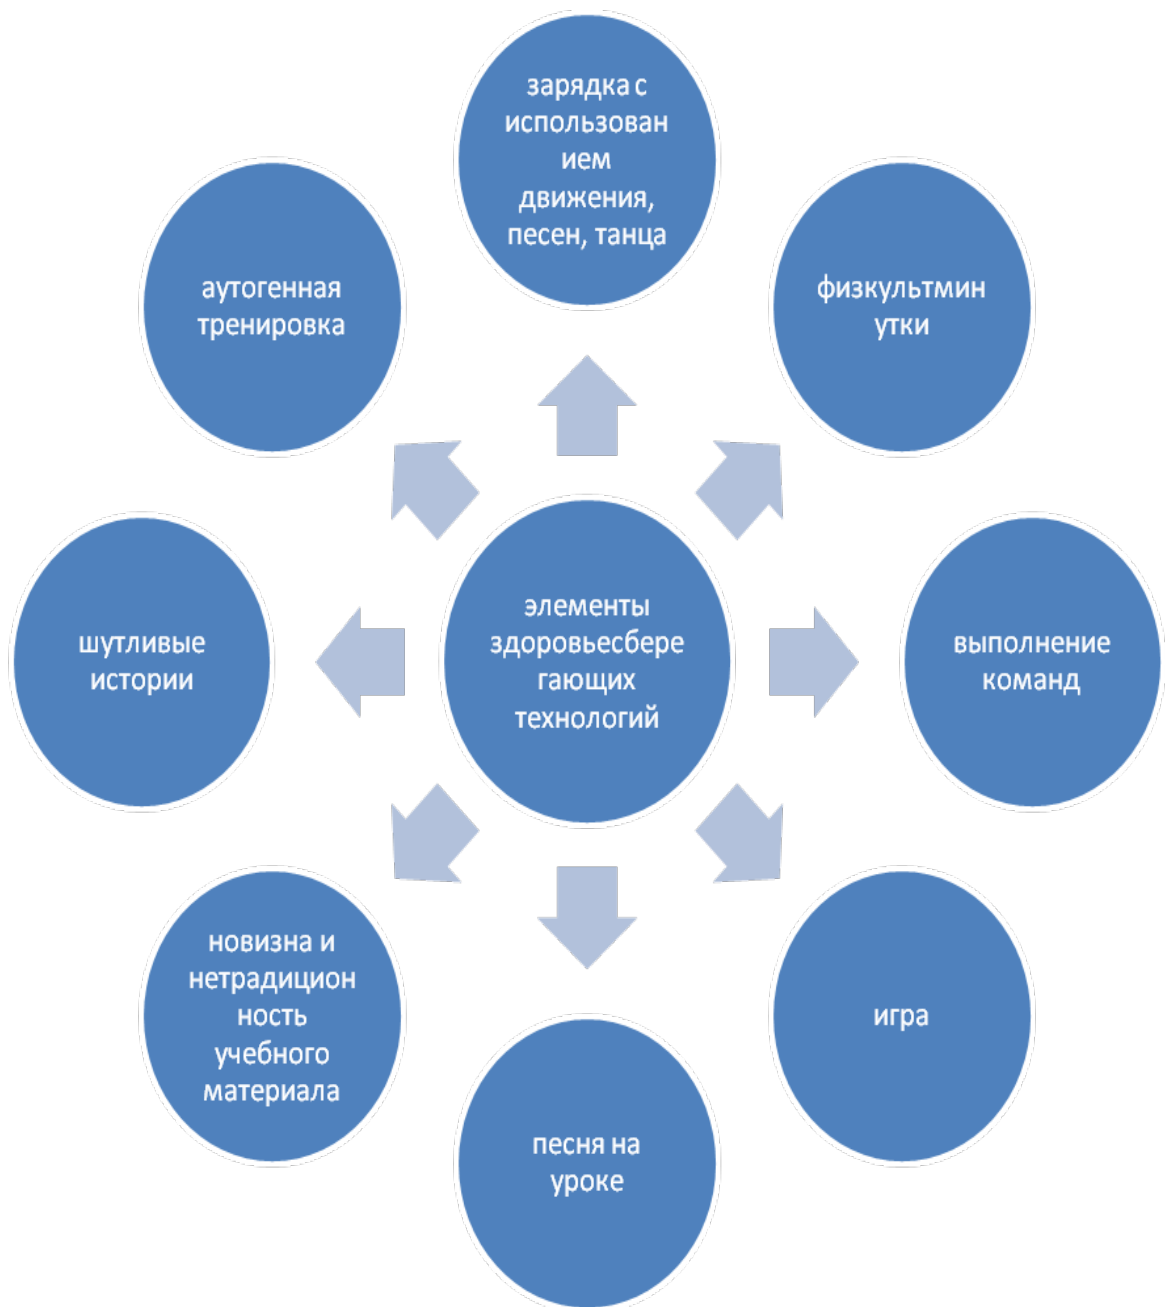 зарядка с
использован
ием
движения,
песен, танца
аутогенная
тренировка
физкультмин
утки
шутливые
истории
элементы
здоровьесбере
гающих
технологий
выполнение
команд
новизна и
нетрадицион
ность
учебного
материала
игра
песня на
уроке